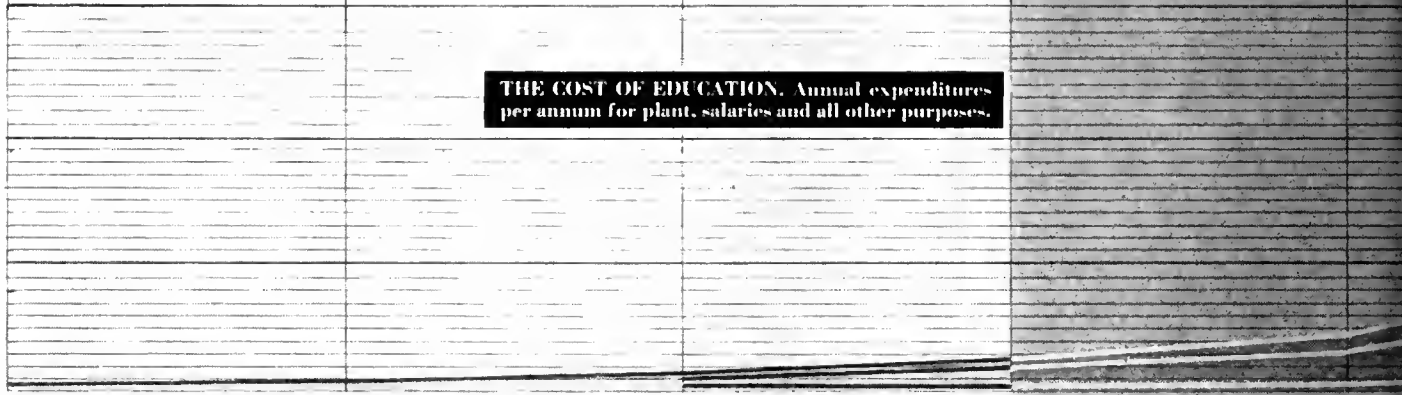 THE COST OF EDUCATION. Annual expenditures
per annum for plant, salaries and all other purposes.